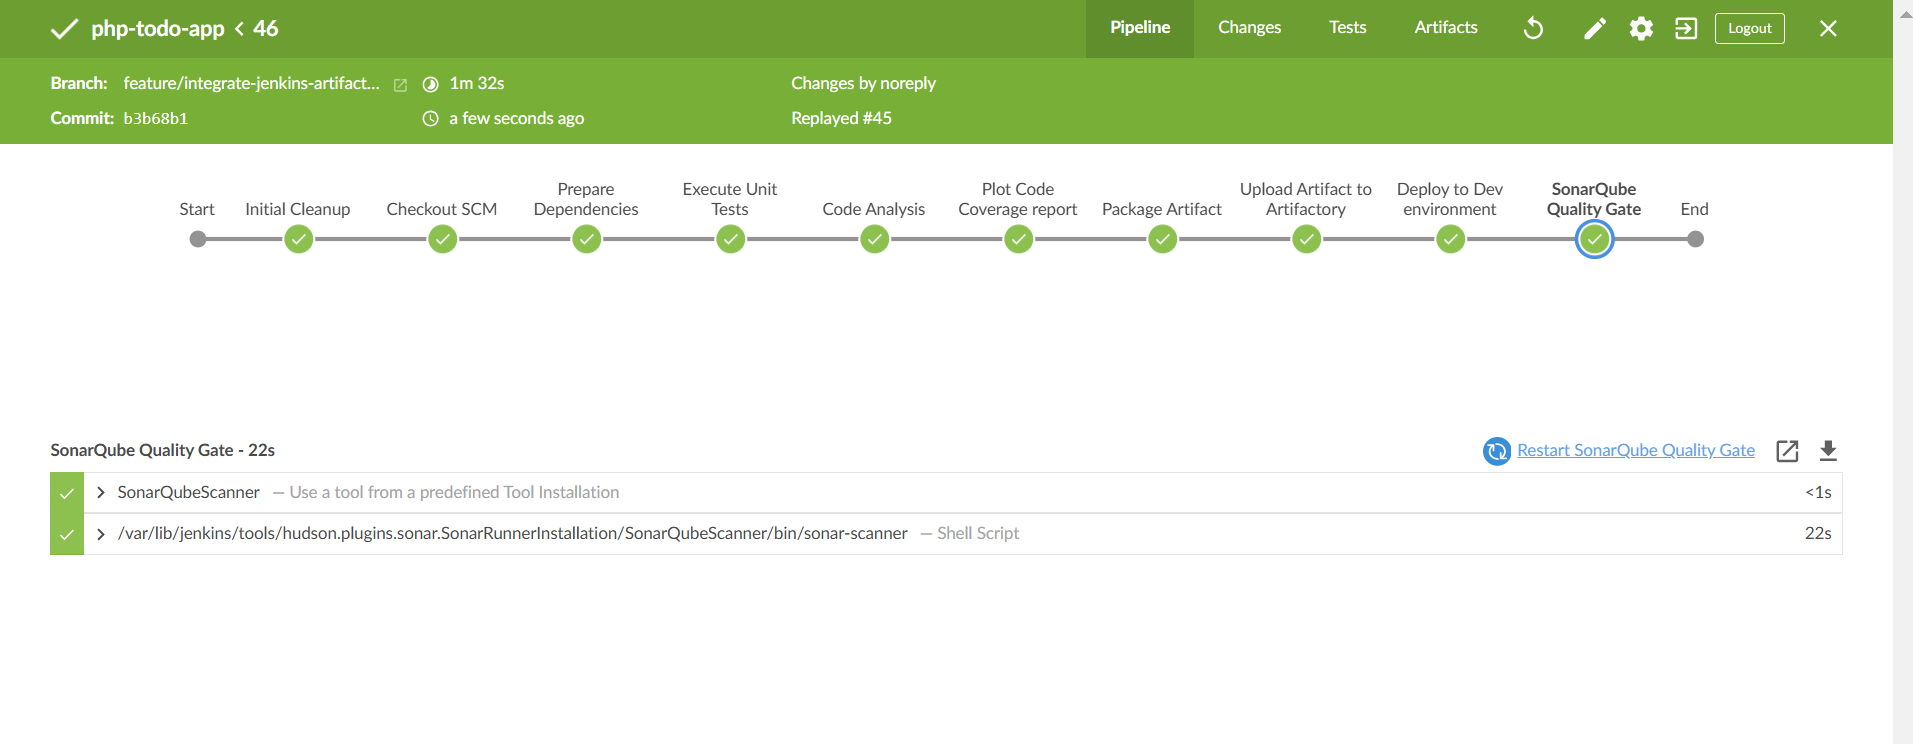 php-todo-app < 46
Pipeline
Changes
Tests
Artifacts
Logout
Branch: feature/integrate-jenkins-artifact...
1m 32s
Changes by noreply
Commit: b3b68b1
a few seconds ago
Replayed #45
Start
Initial Cleanup
Checkout SCM
Prepare
Dependencies
Execute Unit
Tests
Code Analysis
Plot Code
Coverage report
Package Artifact
Upload Artifact to
Artifactory
Deploy to Dev
environment
SonarQube
Quality Gate
End
SonarQube Quality Gate - 22s
Restart SonarQube Quality Gate
SonarQubeScanner — Use a tool from a predefined Tool Installation
<1s
/var/lib/jenkins/tools/hudson.plugins.sonar.SonarRunnerInstallation/SonarQubeScanner/bin/sonar-scanner — Shell Script
22s